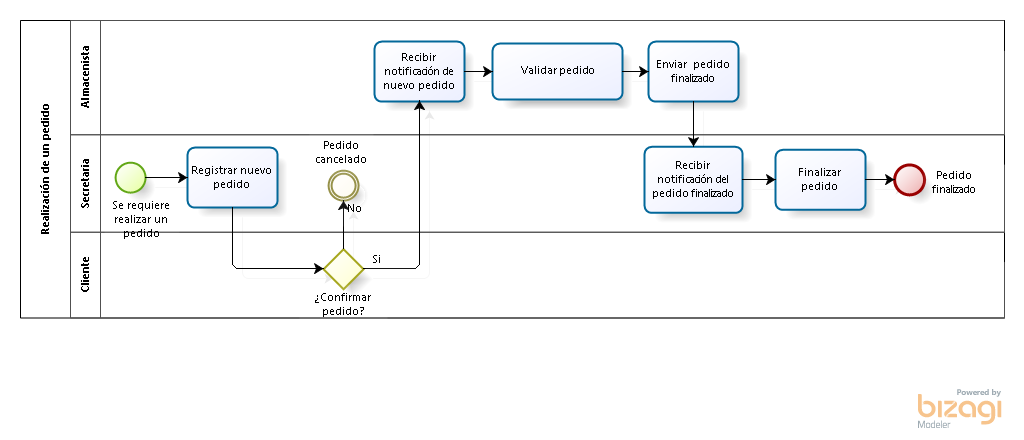 Realización de un pedido
Almacenista
Recibir
notificación de
nuevo pedido
Validar pedido
Enviar pedido
finalizado
Secretaria
Se requiere
realizar un
pedido
Registrar nuevo
pedido
Pedido
cancelado
No
Recibir
notificación del
pedido finalizado
Finalizar
pedido
Pedido
finalizado
Cliente
¿Confirmar
pedido?
Si
Powered by
bizagi
Modeler